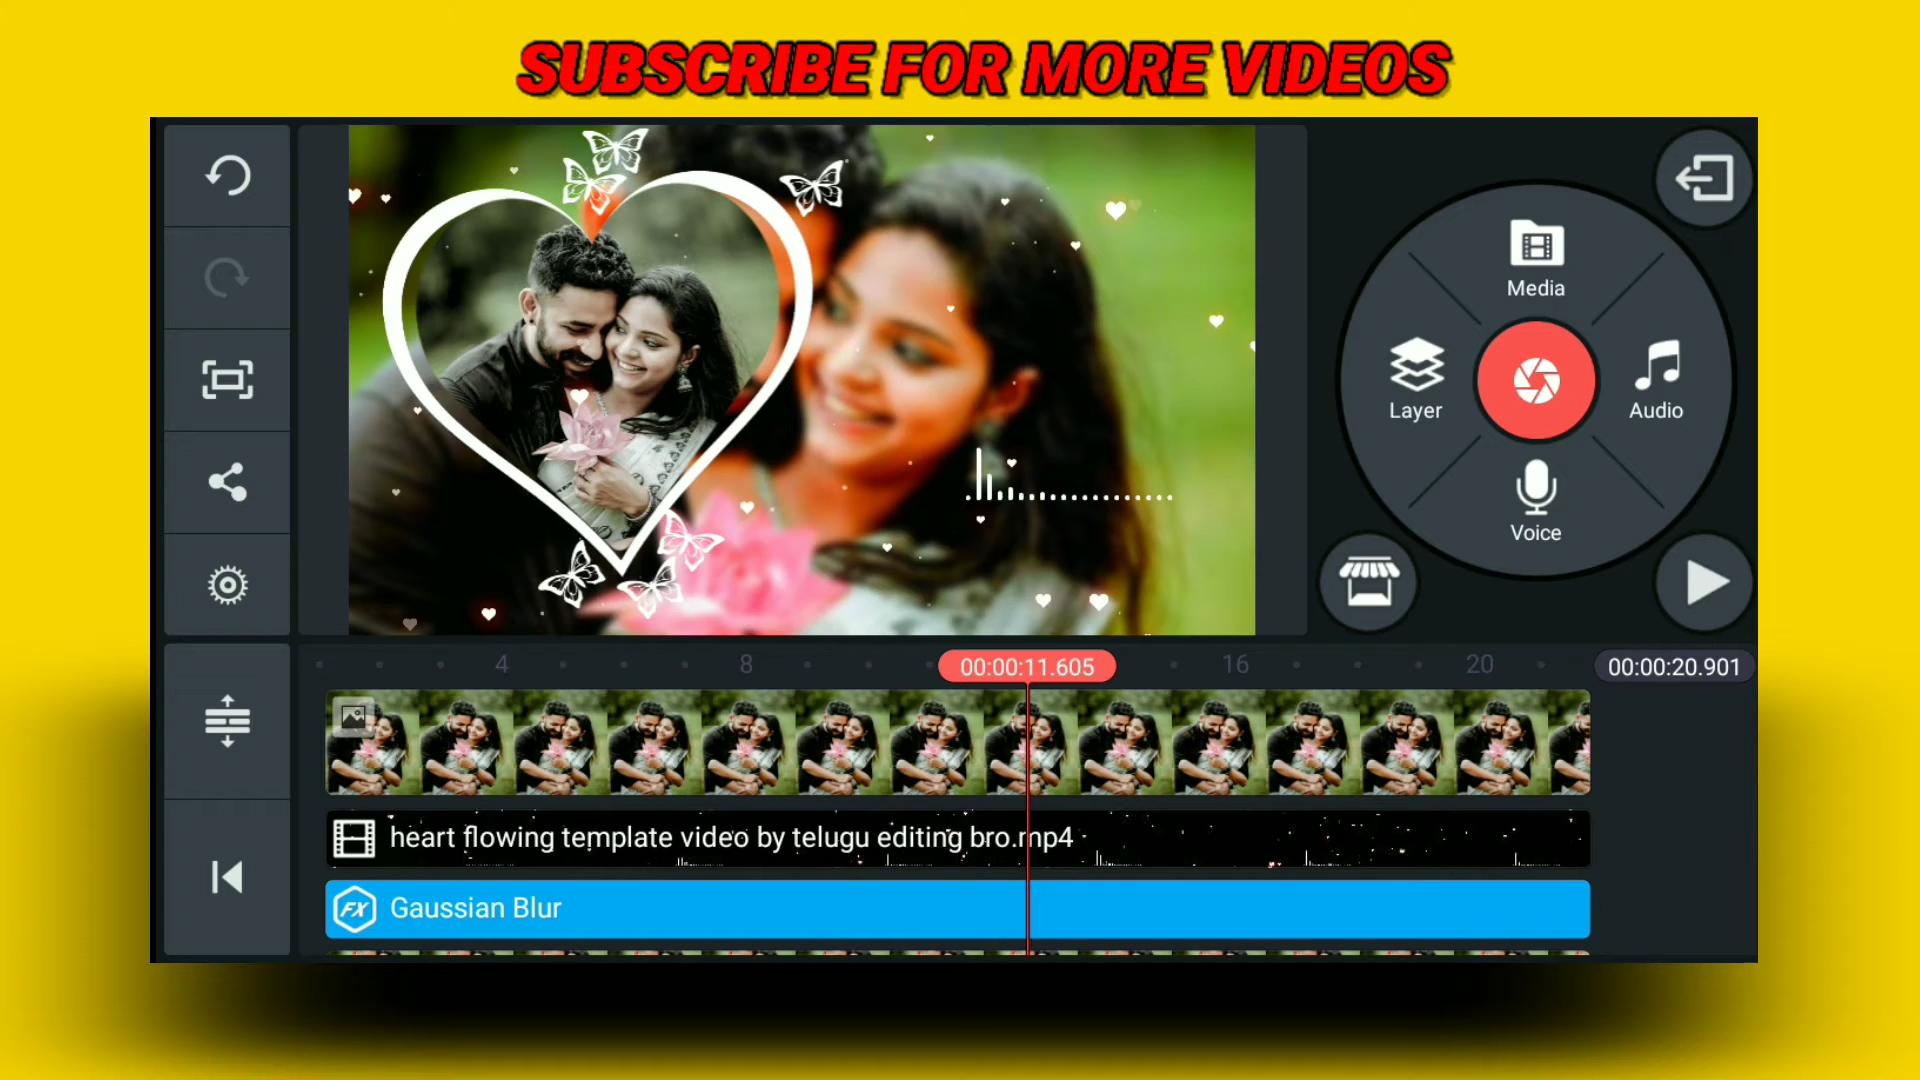 SUBSCRIBE FOR MORE VIDEOS
Media
Layer
Audio
Voice
4
8
00:00:11.605
16
20
00:00:20.901
heart flowing template video by telugu editing bro.mp4
FX Gaussian Blur